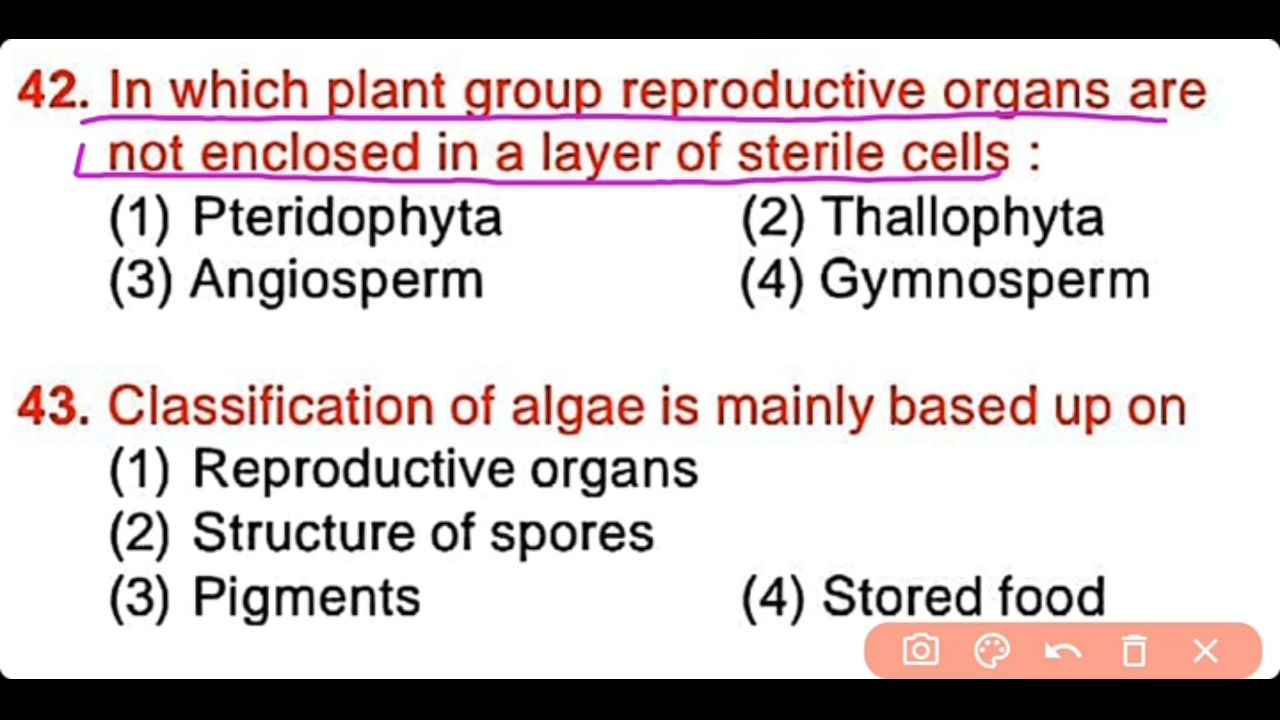 42. In which plant group reproductive organs are
not enclosed in a layer of sterile cells :
(1) Pteridophyta (2) Thallophyta
(3) Angiosperm (4) Gymnosperm
43. Classification of algae is mainly based up on
(1) Reproductive organs
(2) Structure of spores
(3) Pigments (4) Stored food